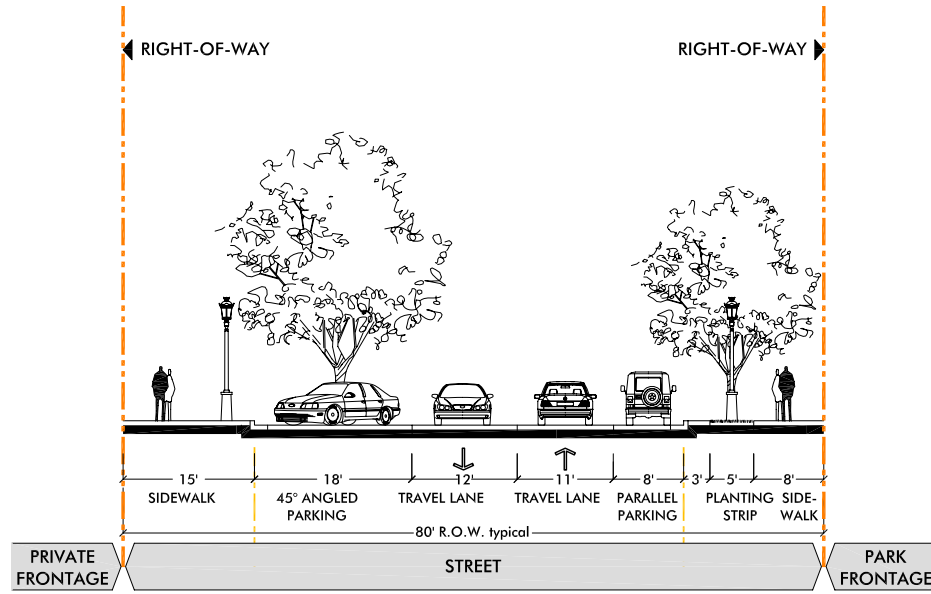 RIGHT-OF-WAY
RIGHT-OF-WAY
15' 18' 12' 11' 8' 3' 5' 8'
SIDEWALK 45° ANGLED TRAVEL LANE TRAVEL LANE PARALLEL PLANTING SIDE-
PARKING PARKING STRIP WALK
80' R.O.W. typical
PRIVATE
FRONTAGE
STREET
PARK
FRONTAGE